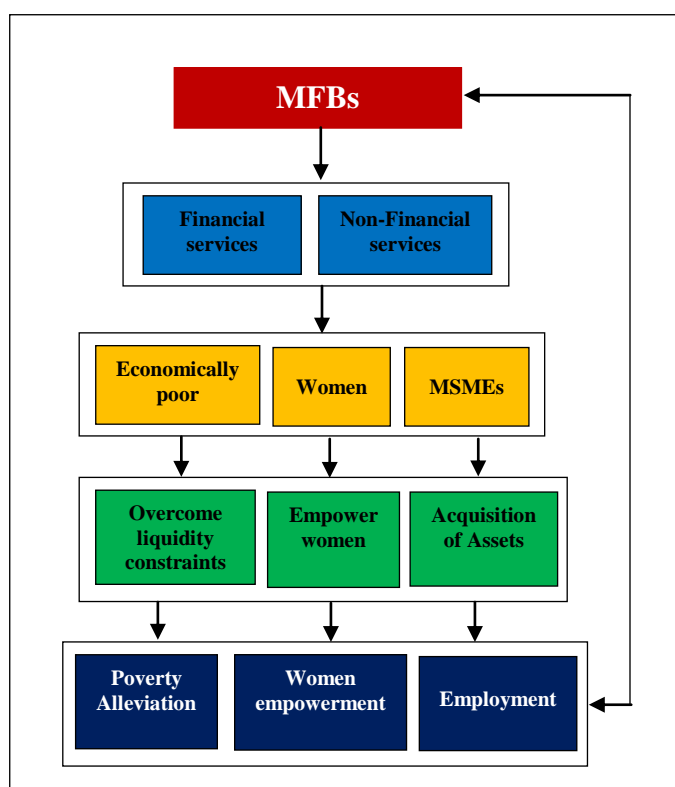 MFBs
Financial
services
Non-Financial
services
Economically
poor
Women
MSMEs
Overcome
liquidity
constraints
Empower
women
Acquisition
of Assets
Poverty
Alleviation
Women
empowerment
Employment